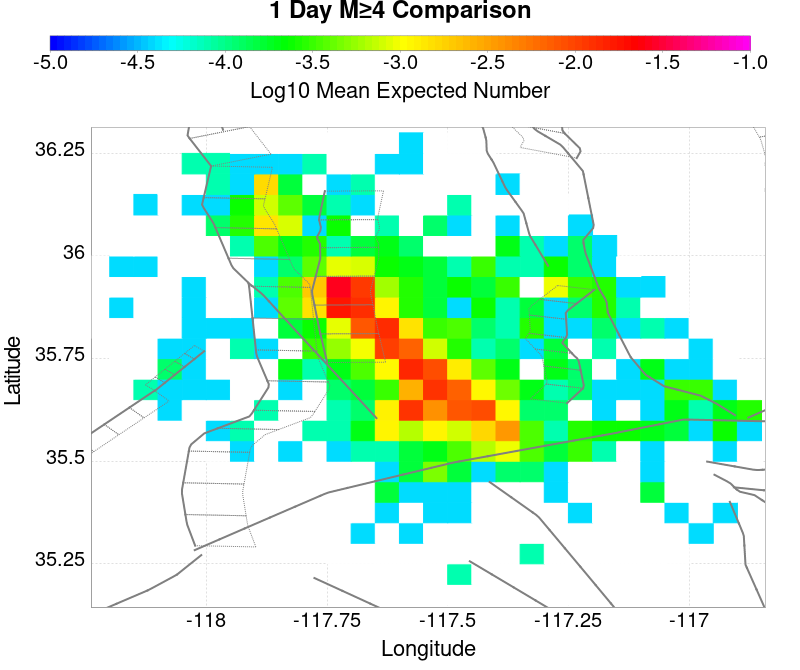 1 Day M≥4 Comparison
-5.0 -4.5 -4.0 -3.5 -3.0 -2.5 -2.0 -1.5 -1.0
Log10 Mean Expected Number
36.25
36
35.75
35.5
35.25
Latitude
-118 -117.75 -117.5 -117.25 -117
Longitude